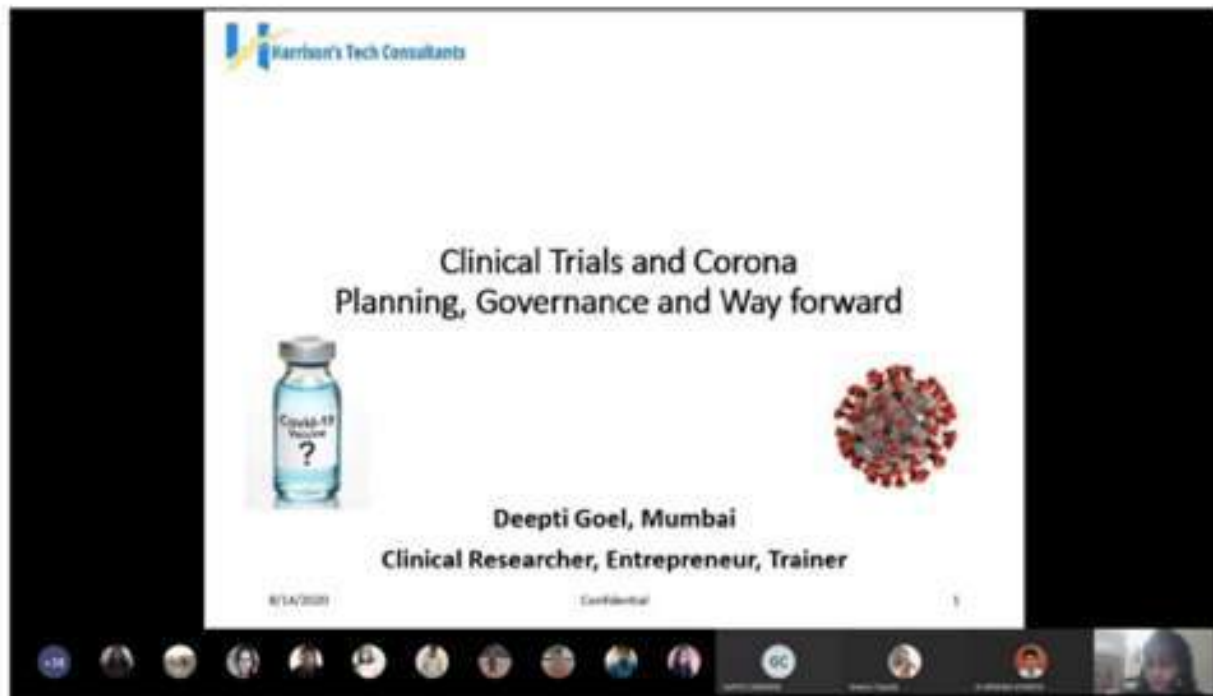 Harrison's Tech Consultants
Clinical Trials and Corona
Planning, Governance and Way forward
Covid-19
Vaccine
?
Deepti Goel, Mumbai
Clinical Researcher, Entrepreneur, Trainer
8/14/2020 Confidential 1
GC